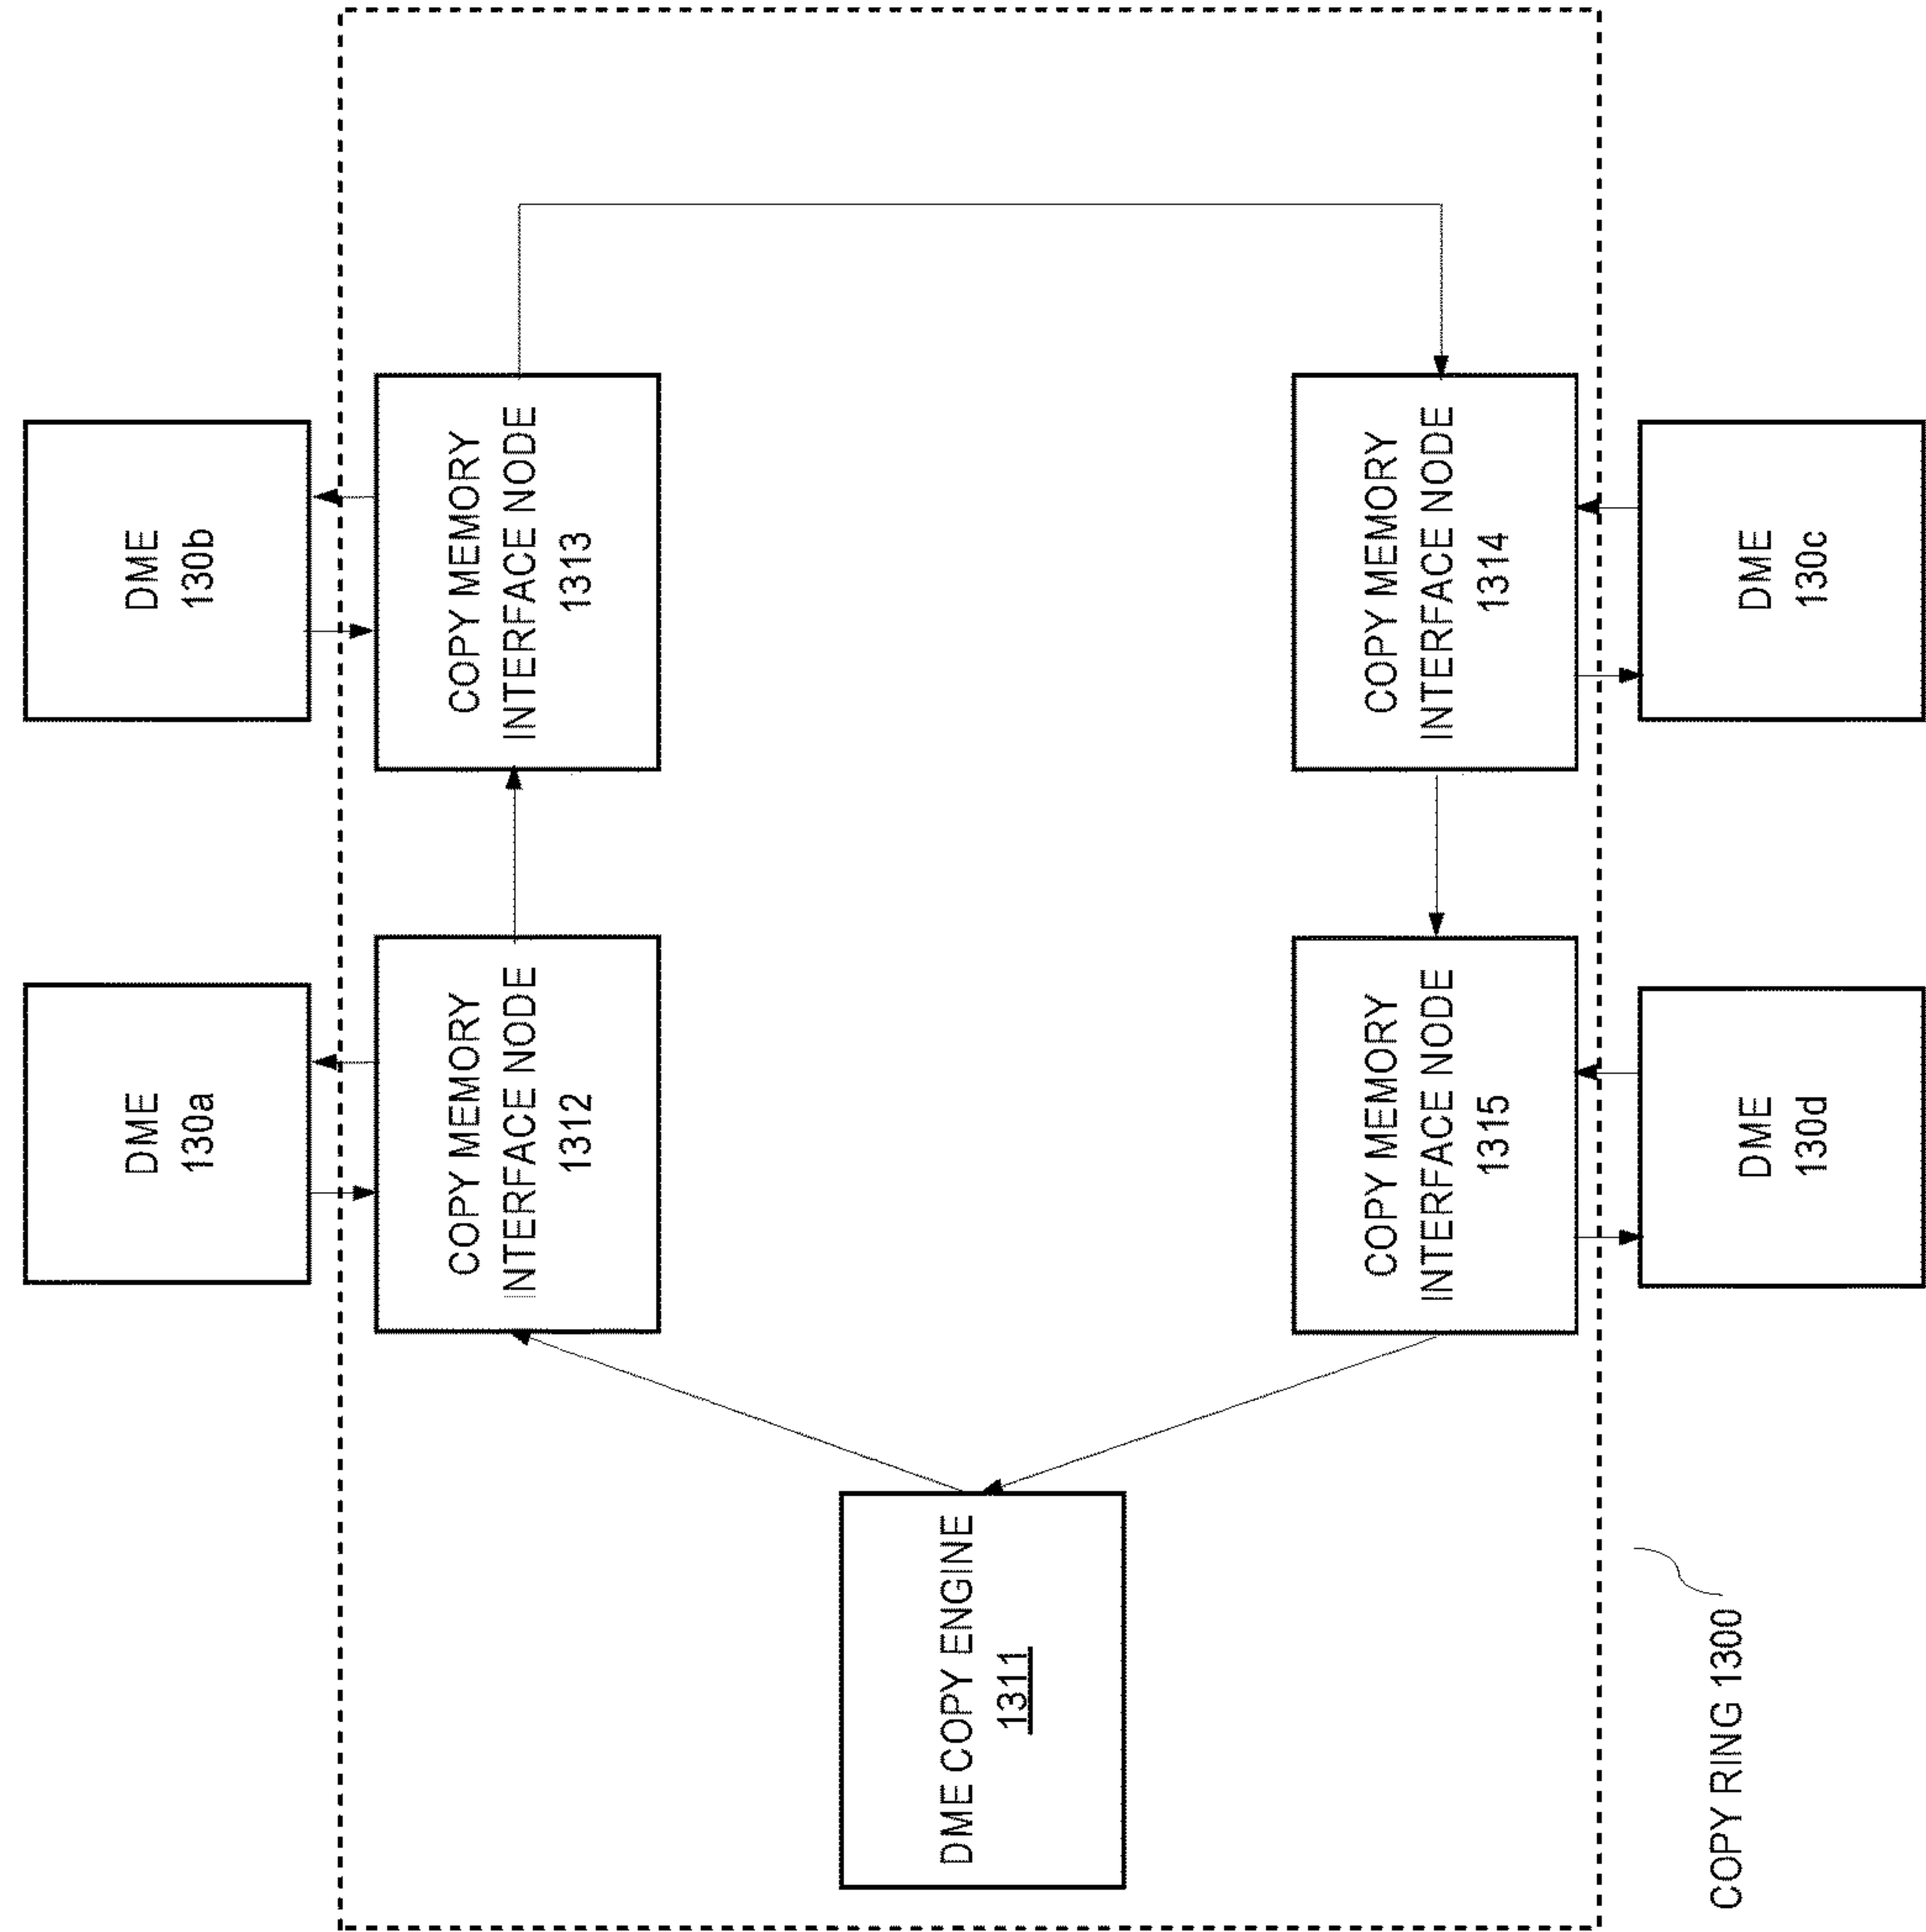 DME
130a
DME
130b
COPY MEMORY
INTERFACE NODE
1312
COPY MEMORY
INTERFACE NODE
1313
DME COPY ENGINE
1311
COPY MEMORY
INTERFACE NODE
1315
COPY MEMORY
INTERFACE NODE
1314
DME
130d
DME
130c
COPY RING 1300